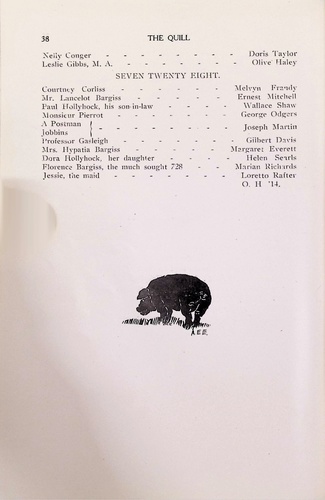 38 THE QUILL
Nelly Conger - - - - - - - - Doris Taylor
Leslie Gibbs, M. A. - - - - - - - Olive Haley
SEVEN TWENTY EIGHT.
Courtney Corliss - - - - - - - Melvyn Frandy
Mr. Lancelot Bargiss - - - - - - Ernest Mitchell
Paul Hollyhock, his son-in-law - - - - Wallace Shaw
Monsieur Pierrot - - - - - - - George Odgers
A Postman
Jobbins } - - - - - - - Joseph Martin
Professor Gasleigh - - - - - - Gilbert Davis
Mrs. Hypatia Bargiss - - - - - Margaret Everett
Dora Hollyhock, her daughter - - - - Helen Searls
Florence Bargiss, the much sought 728 - - Marian Richards
Jessie, the maid - - - - - - - Loretto Rafter
O. H '14.